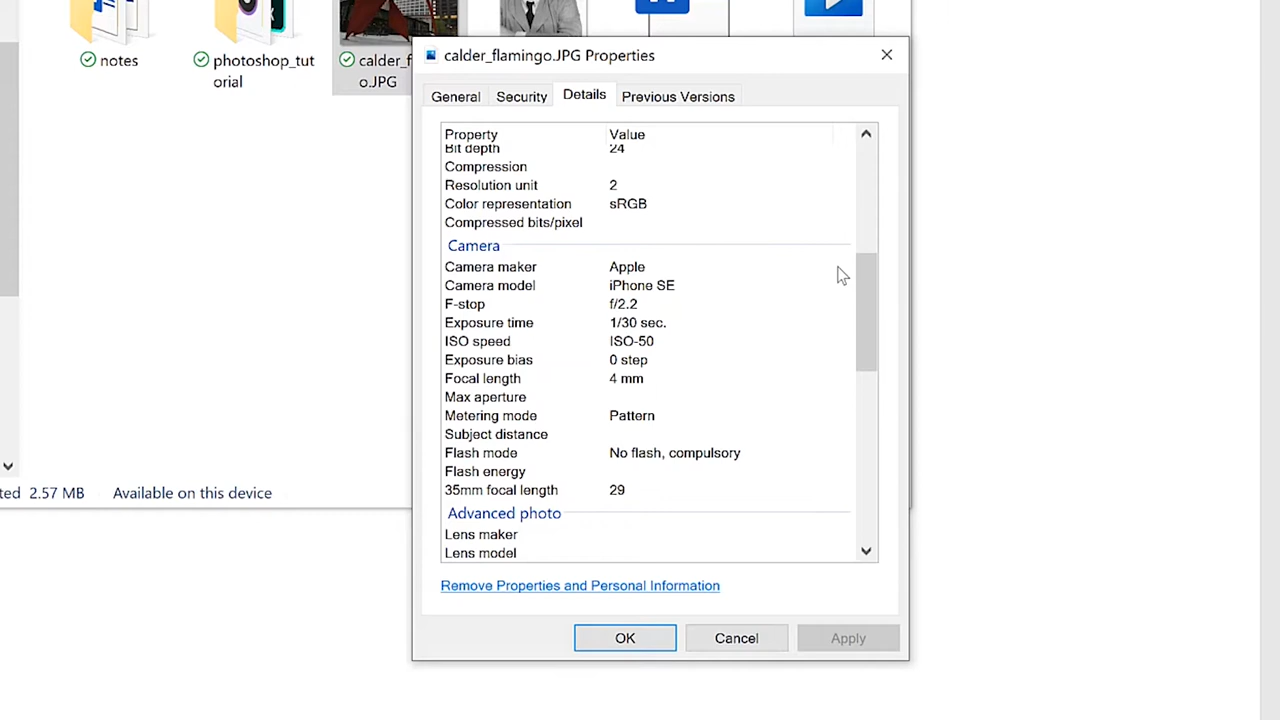 notes
photoshop_tut
orial
calder_f
o.JPG
calder_flamingo.JPG Properties
General Security Details Previous Versions
Property Value
Bit depth 24
Compression
Resolution unit 2
Color representation sRGB
Compressed bits/pixel
Camera
Camera maker Apple
Camera model iPhone SE
F-stop f/2.2
Exposure time 1/30 sec.
ISO speed ISO-50
Exposure bias 0 step
Focal length 4 mm
Max aperture
Metering mode Pattern
Subject distance
Flash mode No flash, compulsory
Flash energy
35mm focal length 29
Advanced photo
Lens maker
Lens model
Remove Properties and Personal Information
OK Cancel Apply
ted 2.57 MB Available on this device